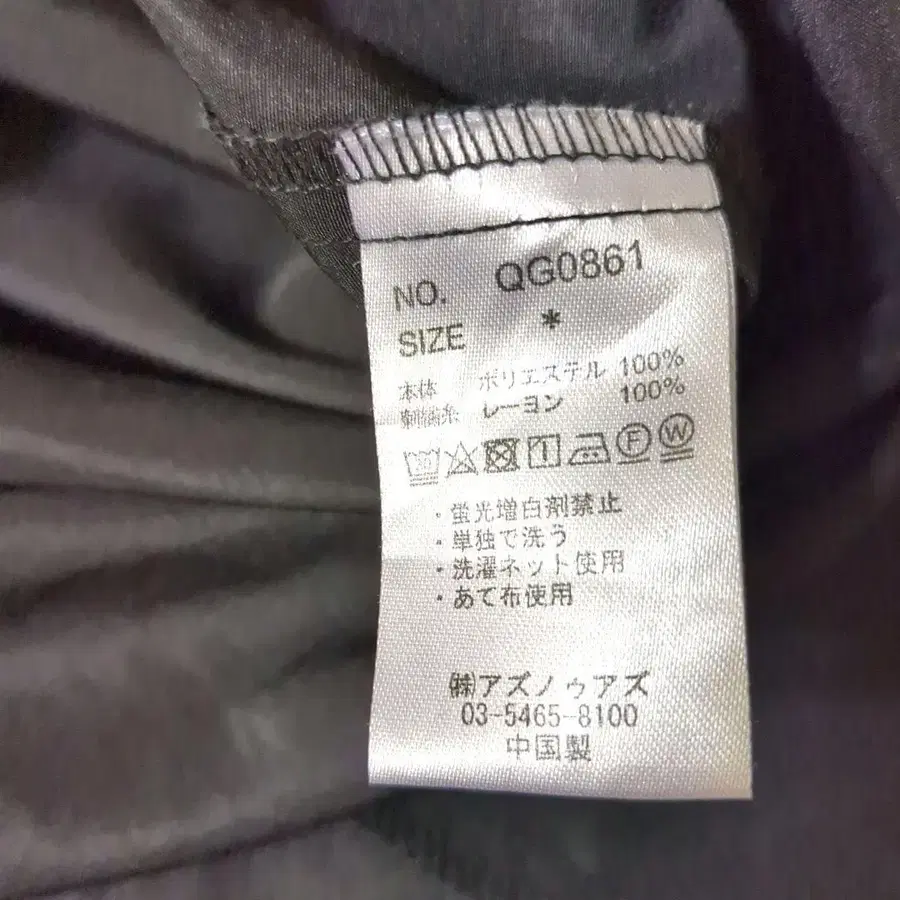 NO. QG0861
SIZE *
本体 ポリエステル 100%
刺繍糸 レーヨン 100%
30 F W
・蛍光増白剤禁止
・単独で洗う
・洗濯ネット使用
・あて布使用
㈱アズノゥアズ
03-5465-8100
中国製